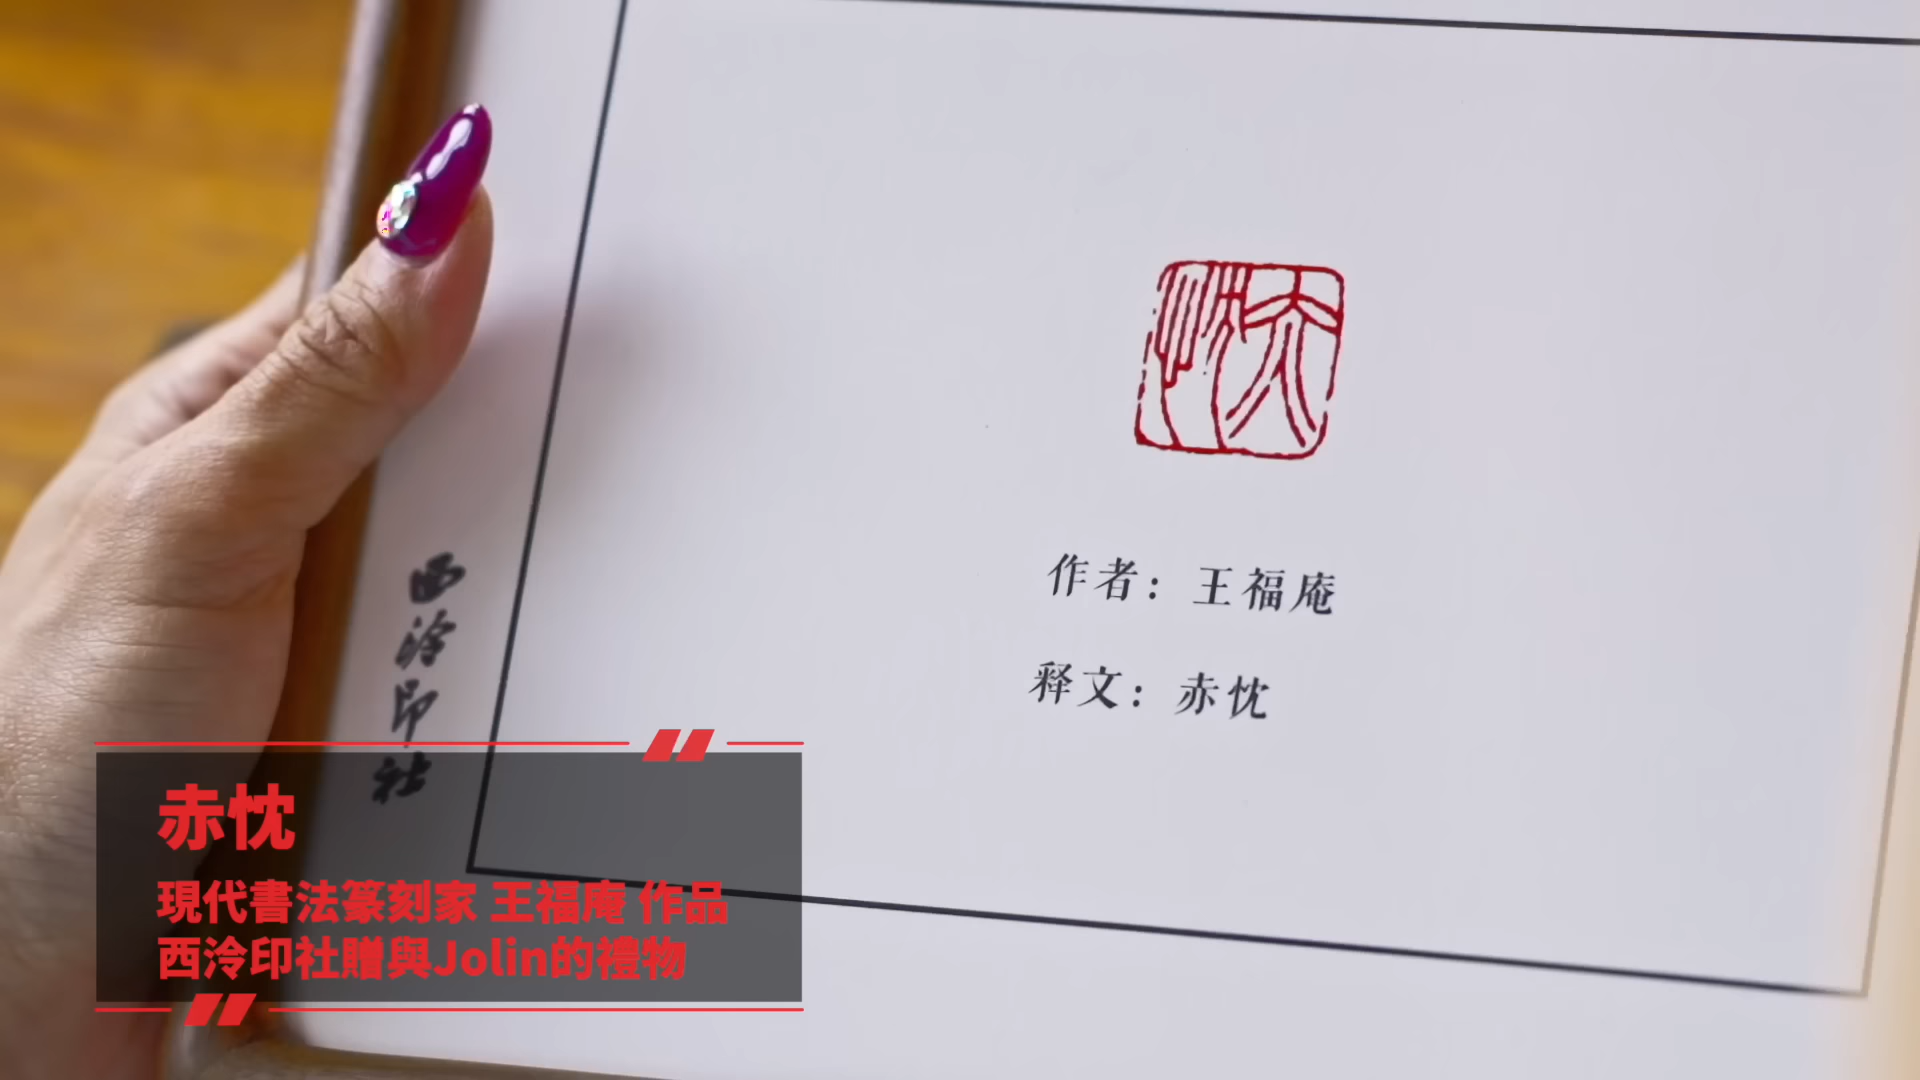 作者：王福庵
释文：赤忱
西泠印社
赤忱
現代書法篆刻家 王福庵 作品
西泠印社贈與Jolin的禮物